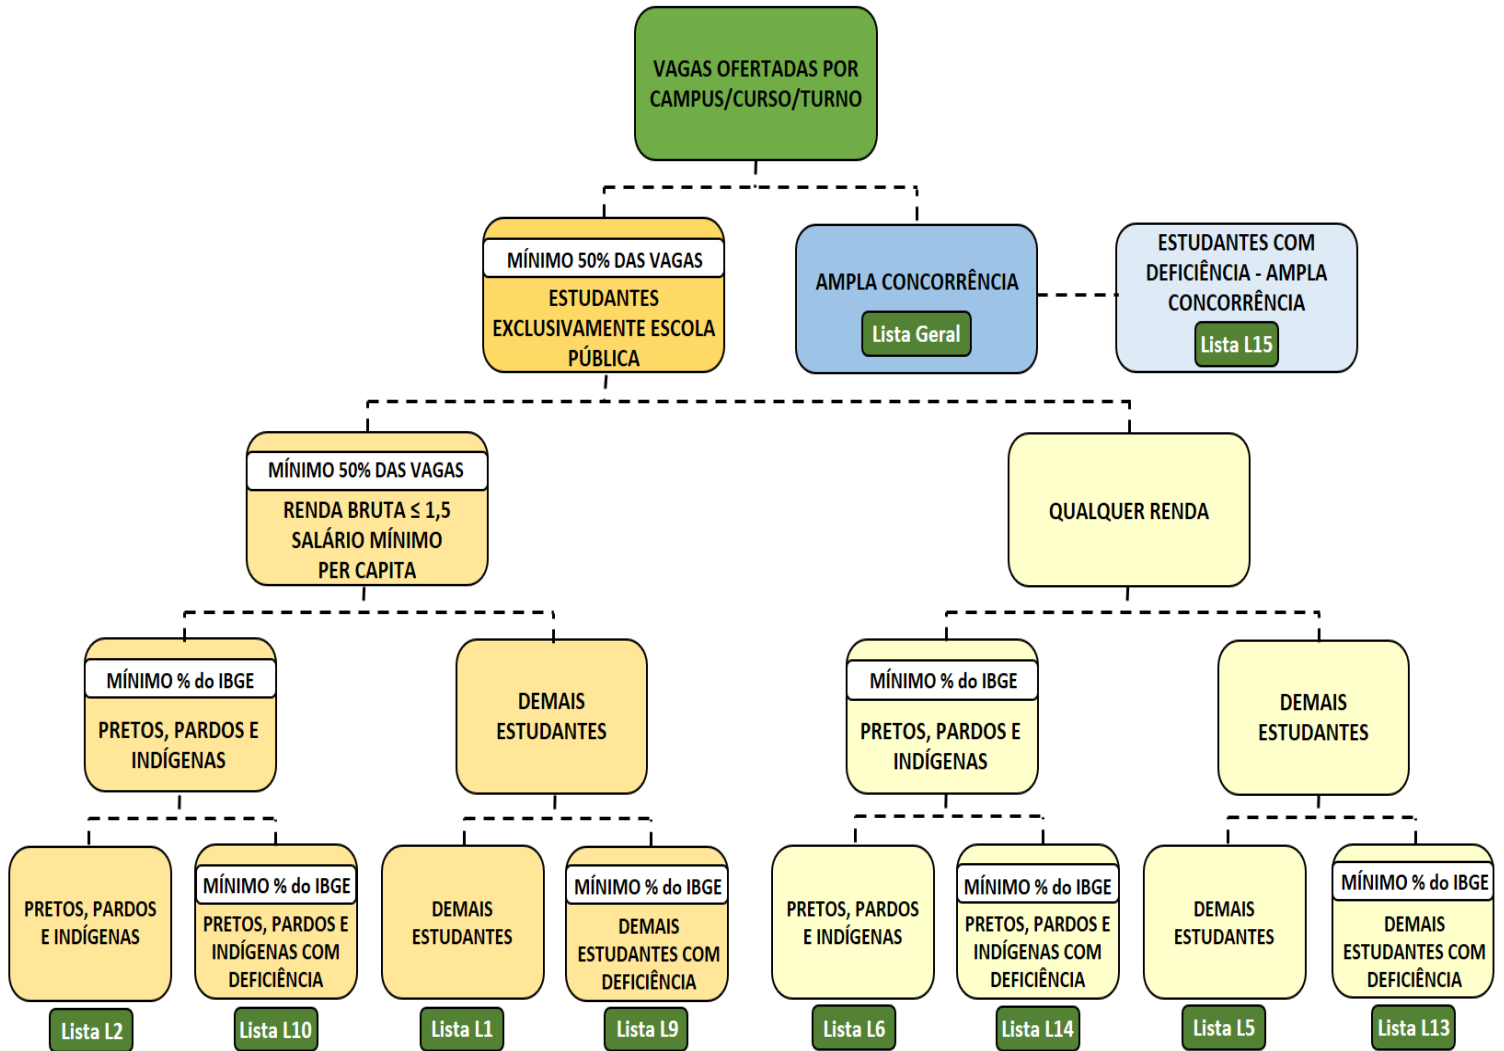 VAGAS OFERTADAS POR
CAMPUS/CURSO/TURNO
MÍNIMO 50% DAS VAGAS
ESTUDANTES
EXCLUSIVAMENTE ESCOLA
PÚBLICA
AMPLA CONCORRÊNCIA
Lista Geral
ESTUDANTES COM
DEFICIÊNCIA - AMPLA
CONCORRÊNCIA
Lista L15
MÍNIMO 50% DAS VAGAS
RENDA BRUTA ≤ 1,5
SALÁRIO MÍNIMO
PER CAPITA
QUALQUER RENDA
MÍNIMO % do IBGE
PRETOS, PARDOS E
INDÍGENAS
DEMAIS
ESTUDANTES
MÍNIMO % do IBGE
PRETOS, PARDOS E
INDÍGENAS
DEMAIS
ESTUDANTES
PRETOS, PARDOS
E INDÍGENAS
Lista L2
MÍNIMO % do IBGE
PRETOS, PARDOS E
INDÍGENAS COM
DEFICIÊNCIA
Lista L10
DEMAIS
ESTUDANTES
Lista L1
MÍNIMO % do IBGE
DEMAIS
ESTUDANTES COM
DEFICIÊNCIA
Lista L9
PRETOS, PARDOS
E INDÍGENAS
Lista L6
MÍNIMO % do IBGE
PRETOS, PARDOS E
INDÍGENAS COM
DEFICIÊNCIA
Lista L14
DEMAIS
ESTUDANTES
Lista L5
MÍNIMO % do IBGE
DEMAIS
ESTUDANTES COM
DEFICIÊNCIA
Lista L13